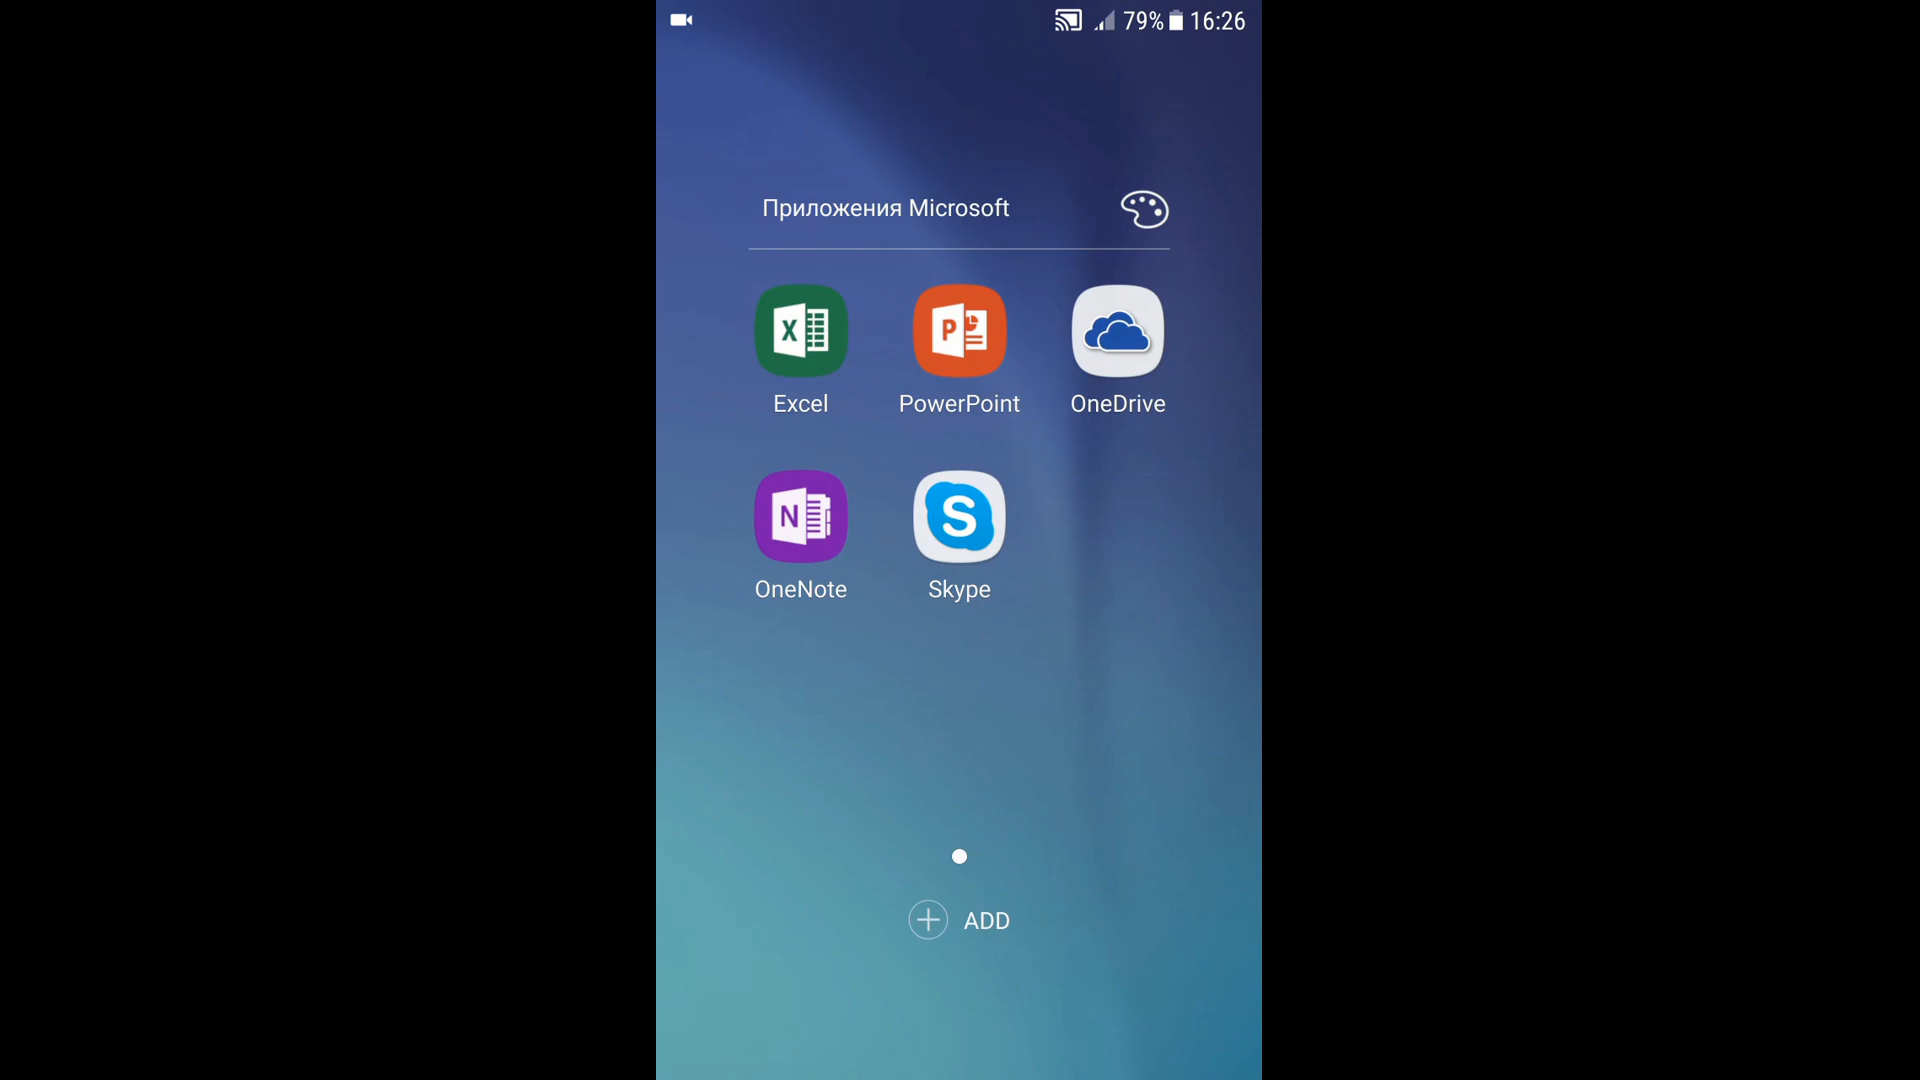 79% 16:26
Приложения Microsoft
Excel PowerPoint OneDrive
OneNote Skype
ADD